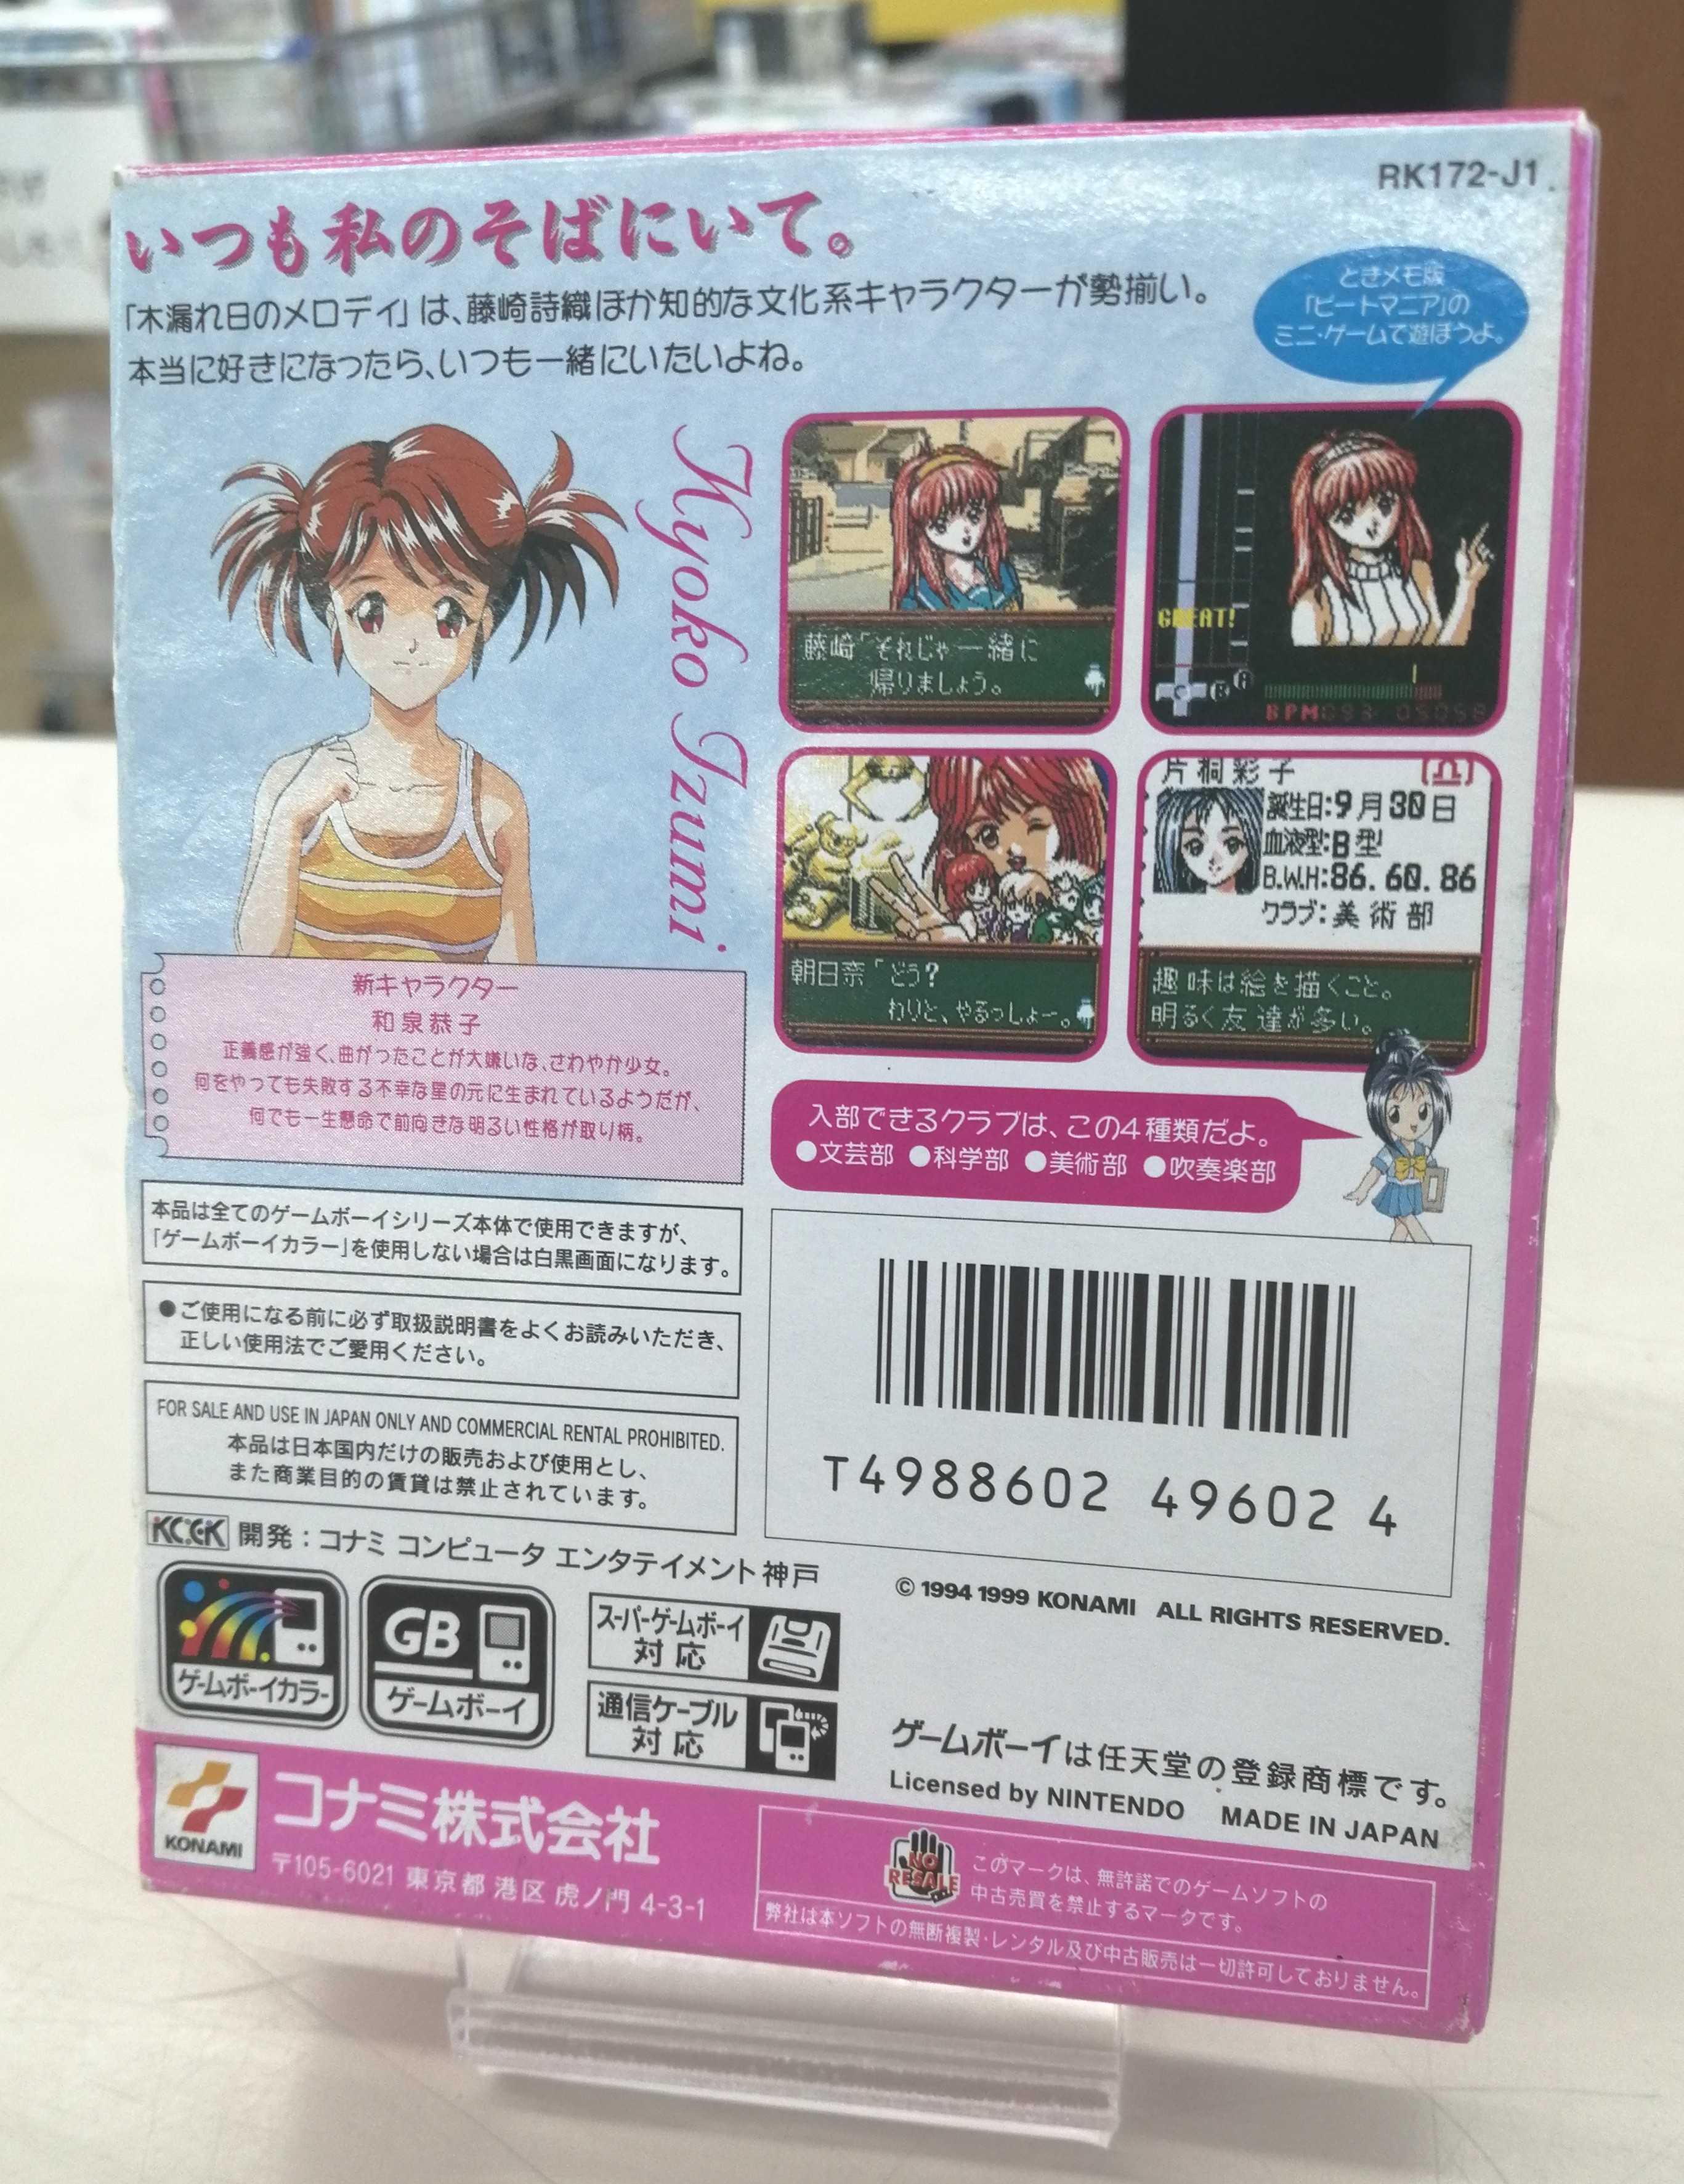 RK172-J1
いつも私のそばにいて。
「木漏れ日のメロディ」は、藤崎詩織ほか知的な文化系キャラクターが勢揃い。
本当に好きになったら、いつも一緒にいたいよね。
ときメモ版
「ビートマニア」の
ミニ・ゲームで遊ぼうよ。
Kyoko Izumi
藤崎「それじゃ一緒に
帰りましょう。
GREAT!
BPM093 05058
朝日奈「どう?
わりと、やるっしょー。
片桐彩子
誕生日:9月30日
血液型:B型
B.W.H:86.60.86
クラブ:美術部
趣味は絵を描くこと。
明るく友達が多い。
新キャラクター
和泉恭子
正義感が強く、曲がったことが大嫌いな、さわやか少女。
何をやっても失敗する不幸な星の元に生まれているようだが、
何でも一生懸命で前向きな明るい性格が取り柄。
入部できるクラブは、この4種類だよ。
●文芸部 ●科学部 ●美術部 ●吹奏楽部
本品は全てのゲームボーイシリーズ本体で使用できますが、
「ゲームボーイカラー」を使用しない場合は白黒画面になります。
●ご使用になる前に必ず取扱説明書をよくお読みいただき、
正しい使用法でご愛用ください。
FOR SALE AND USE IN JAPAN ONLY AND COMMERCIAL RENTAL PROHIBITED.
本品は日本国内だけの販売および使用とし、
また商業目的の賃貸は禁止されています。
T4988602 49602 4
KCEK 開発:コナミ コンピュータ エンタテイメント神戸
© 1994 1999 KONAMI ALL RIGHTS RESERVED.
ゲームボーイカラー
GB
ゲームボーイ
スーパーゲームボーイ
対応
通信ケーブル
対応
ゲームボーイは任天堂の登録商標です。
Licensed by NINTENDO MADE IN JAPAN
KONAMI
コナミ株式会社
〒105-6021 東京都 港区 虎ノ門 4-3-1
NO
RESALE
このマークは、無許諾でのゲームソフトの
中古売買を禁止するマークです。
弊社は本ソフトの無断複製・レンタル及び中古販売は一切許可しておりません。